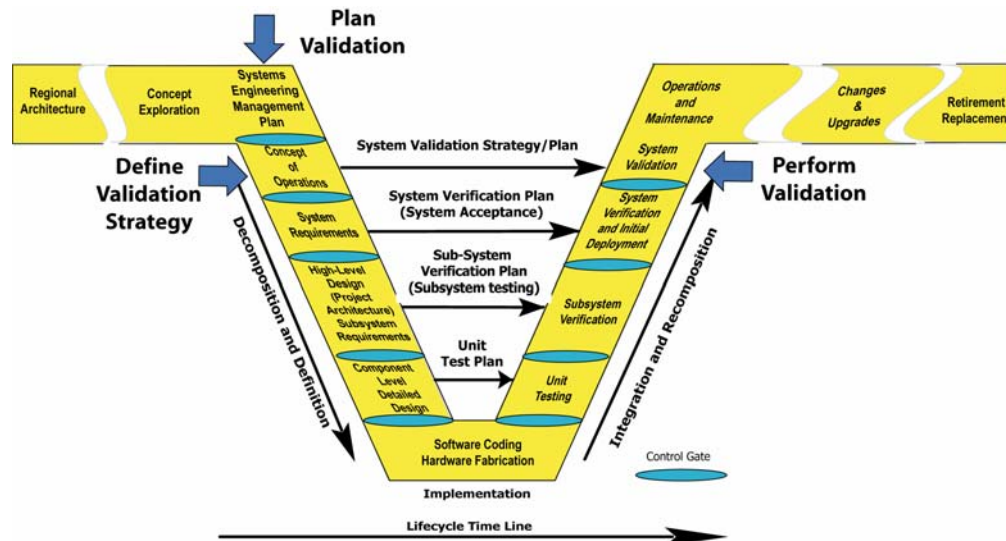 Plan
Validation
Regional
Architecture
Concept
Exploration
Systems
Engineering
Management
Plan
Operations
and
Maintenance
Changes
&
Upgrades
Retirement
Replacement
Define
Validation
Strategy
Concept
of
Operations
System Validation Strategy/Plan
System
Validation
Perform
Validation
System
Requirements
System Verification Plan
(System Acceptance)
System
Verification
and Initial
Deployment
High-Level
Design
(Project
Architecture)
Subsystem
Requirements
Sub-System
Verification Plan
(Subsystem testing)
Subsystem
Verification
Component
Level
Detailed
Design
Unit
Test Plan
Unit
Testing
Decomposition and Definition
Integration and Recomposition
Software Coding
Hardware Fabrication
Implementation
Control Gate
Lifecycle Time Line